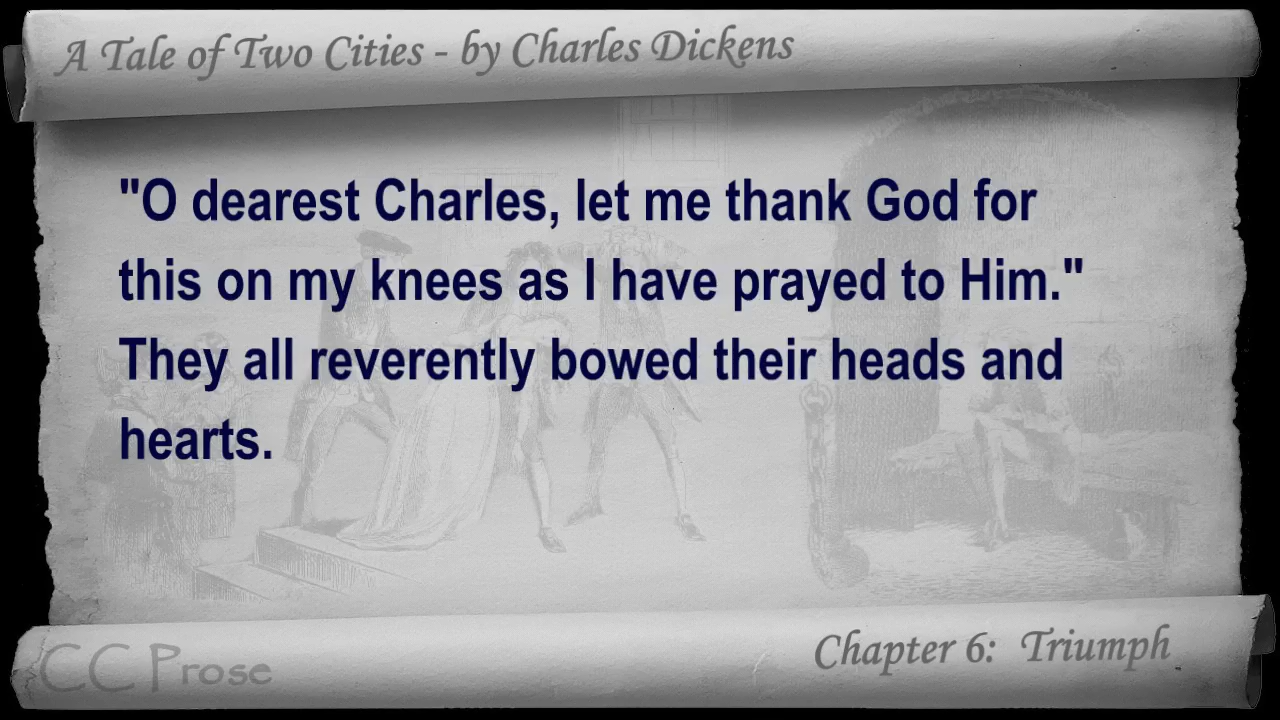 A Tale of Two Cities - by Charles Dickens
"O dearest Charles, let me thank God for
this on my knees as I have prayed to Him."
They all reverently bowed their heads and
hearts.
CC Prose
Chapter 6: Triumph